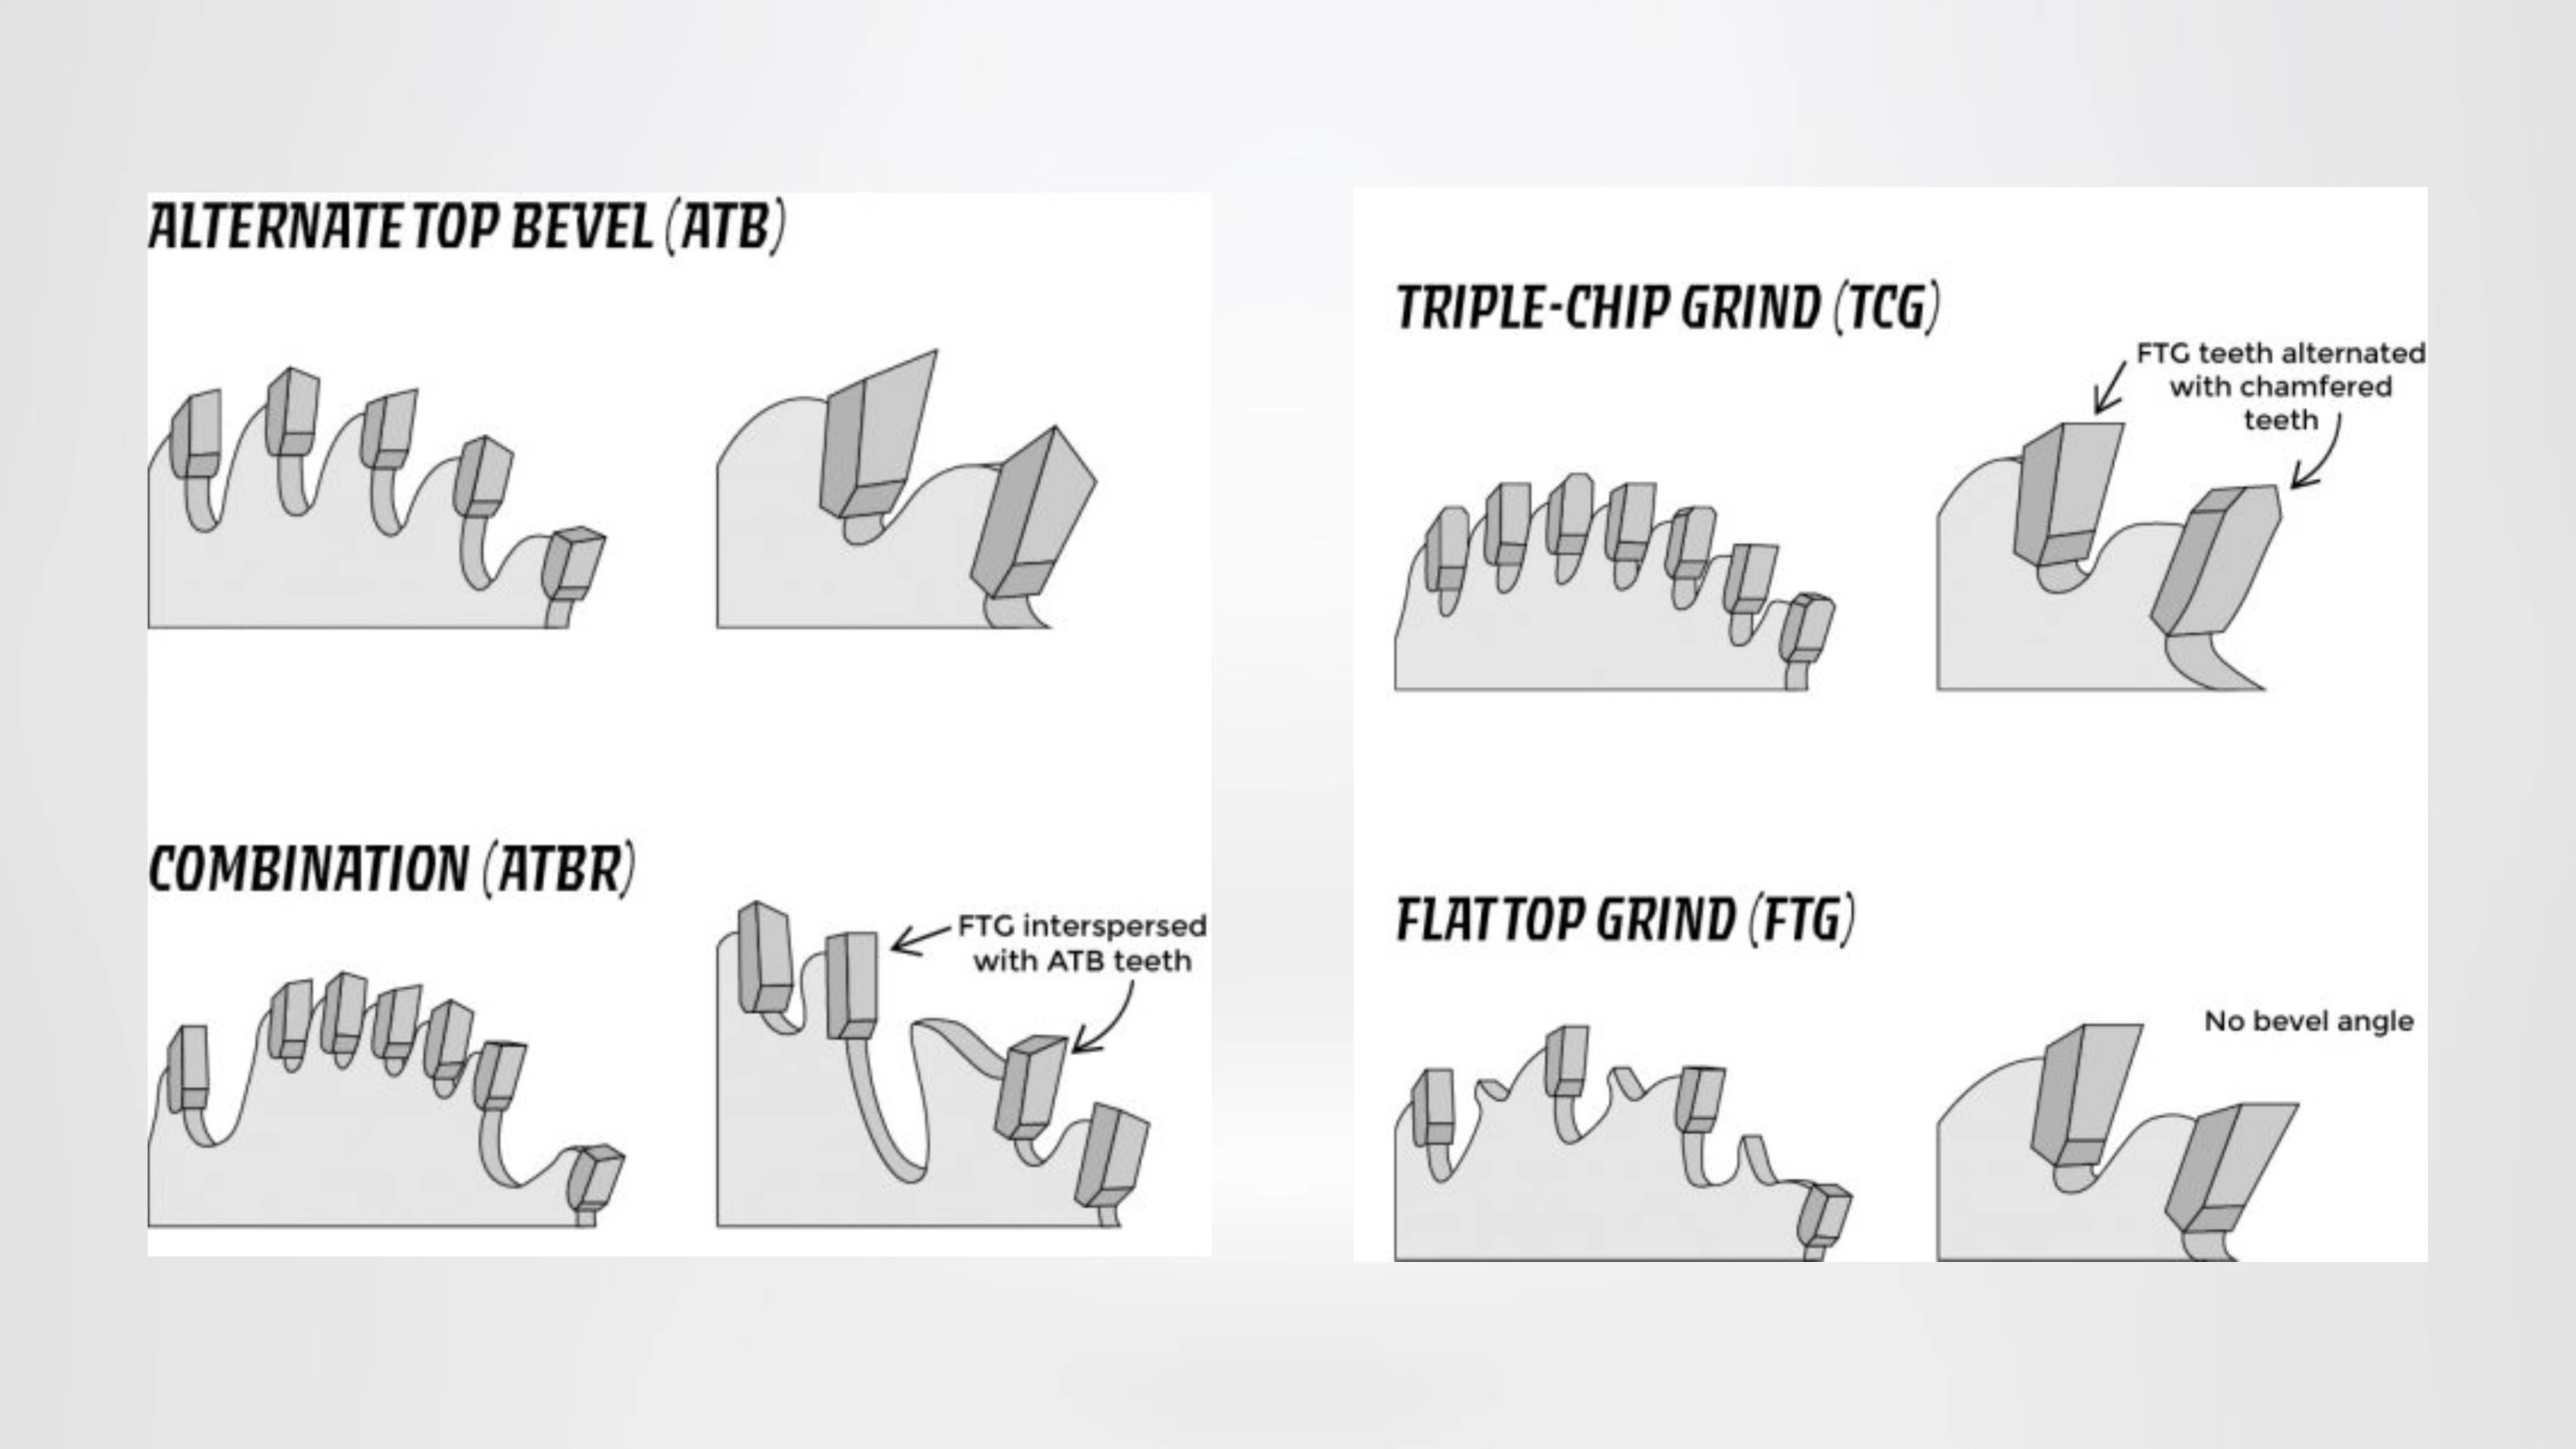 ALTERNATE TOP BEVEL (ATB)
COMBINATION (ATBR)
FTG interspersed
with ATB teeth
TRIPLE-CHIP GRIND (TCG)
FTG teeth alternated
with chamfered
teeth
FLAT TOP GRIND (FTG)
No bevel angle